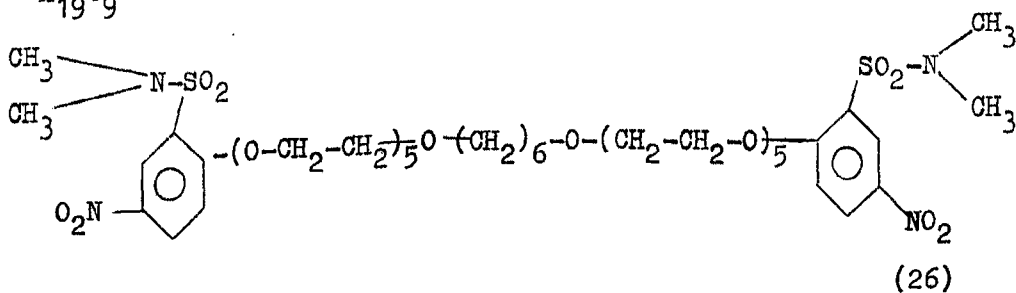 CH3
CH3
N-SO2
-(O-CH2-CH2)5O-(CH2)6-O-(CH2-CH2-O)5
O2N
SO2-N
CH3
CH3
NO2
(26)